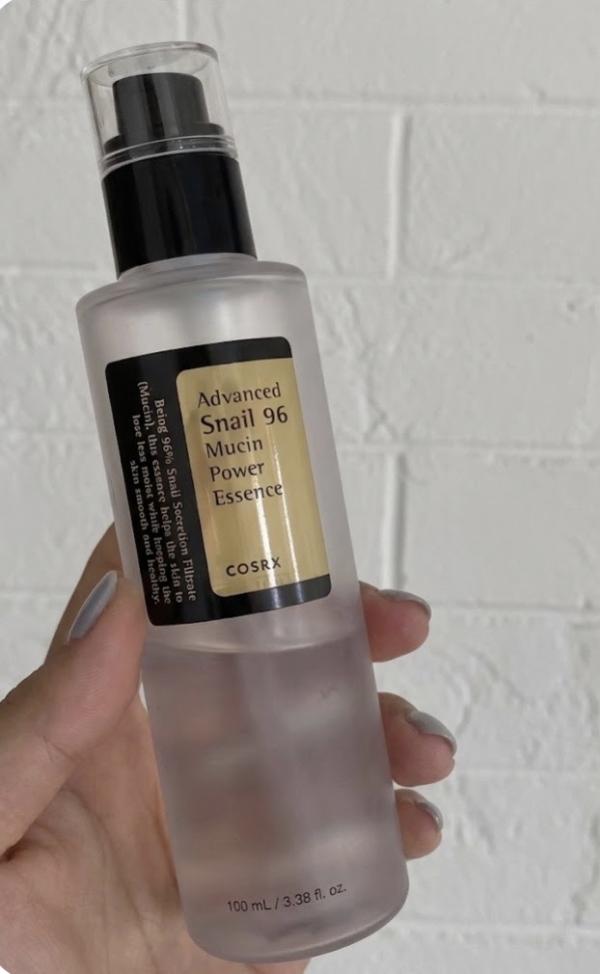 Advanced
Snail 96
Mucin
Power
Essence
COSRX
Being 96% Snail Secretion Filtrate
(Mucin), this essence helps the skin to
lose less moist while keeping the
skin smooth and healthy.
100 mL / 3.38 fl. oz.